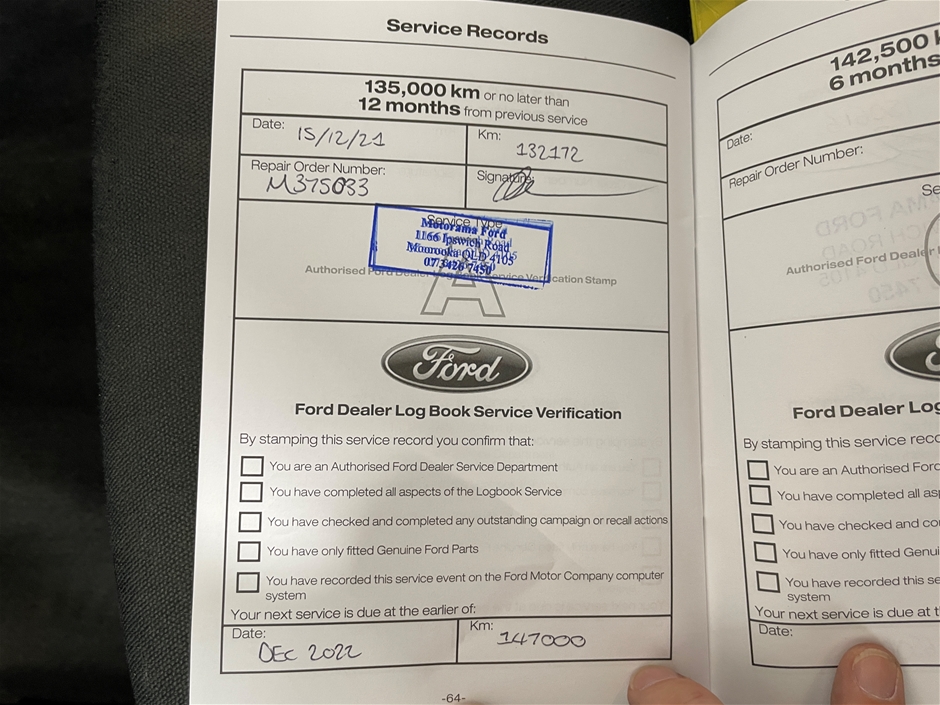 Service Records
135,000 km or no later than
12 months from previous service
Date: 15/12/21
Km: 132172
Repair Order Number: M375033
Signature:
Service Type
Motorama Ford
1166 Ipswich Road
Moorooka QLD 4105
07 3426 7450
A
Authorised Ford Dealer Service Verification Stamp
Ford
Ford Dealer Log Book Service Verification
By stamping this service record you confirm that:
You are an Authorised Ford Dealer Service Department
You have completed all aspects of the Logbook Service
You have checked and completed any outstanding campaign or recall actions
You have only fitted Genuine Ford Parts
You have recorded this service event on the Ford Motor Company computer
system
Your next service is due at the earlier of:
Date: DEC 2022
Km: 147000
-64-
142,500
6 months
Date:
Repair Order Number:
Se
Authorised Ford Dealer
Ford Dealer Log
By stamping this service reco
You are an Authorised Ford
You have completed all asp
You have checked and co
You have only fitted Genui
You have recorded this se
system
Your next service is due at t
Date: